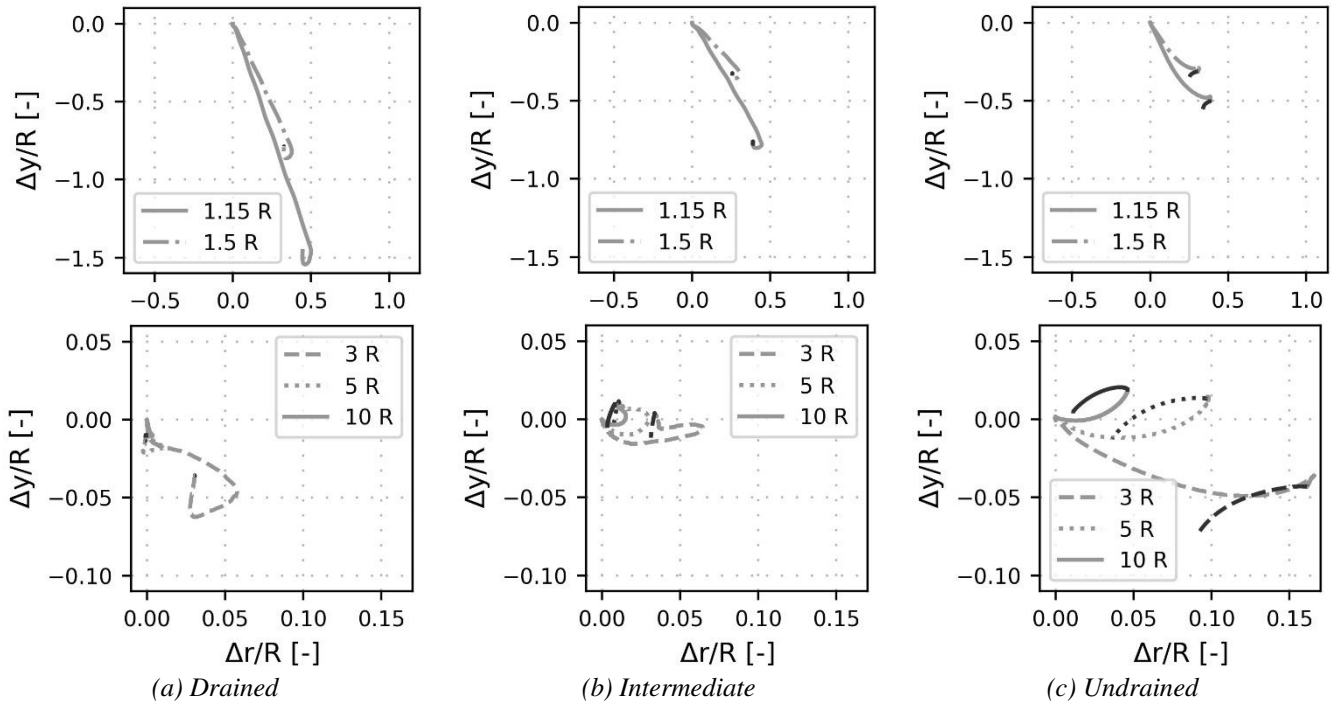 0.0
−0.5
−1.0
−1.5
Δy/R [-]
1.15 R
1.5 R
−0.5 0.0 0.5 1.0
0.0
−0.5
−1.0
−1.5
Δy/R [-]
1.15 R
1.5 R
−0.5 0.0 0.5 1.0
0.0
−0.5
−1.0
−1.5
Δy/R [-]
1.15 R
1.5 R
−0.5 0.0 0.5 1.0
0.05
0.00
−0.05
−0.10
Δy/R [-]
3 R
5 R
10 R
0.00 0.05 0.10 0.15
Δr/R [-]
(a) Drained
0.05
0.00
−0.05
−0.10
Δy/R [-]
3 R
5 R
10 R
0.00 0.05 0.10 0.15
Δr/R [-]
(b) Intermediate
0.05
0.00
−0.05
−0.10
Δy/R [-]
3 R
5 R
10 R
0.00 0.05 0.10 0.15
Δr/R [-]
(c) Undrained